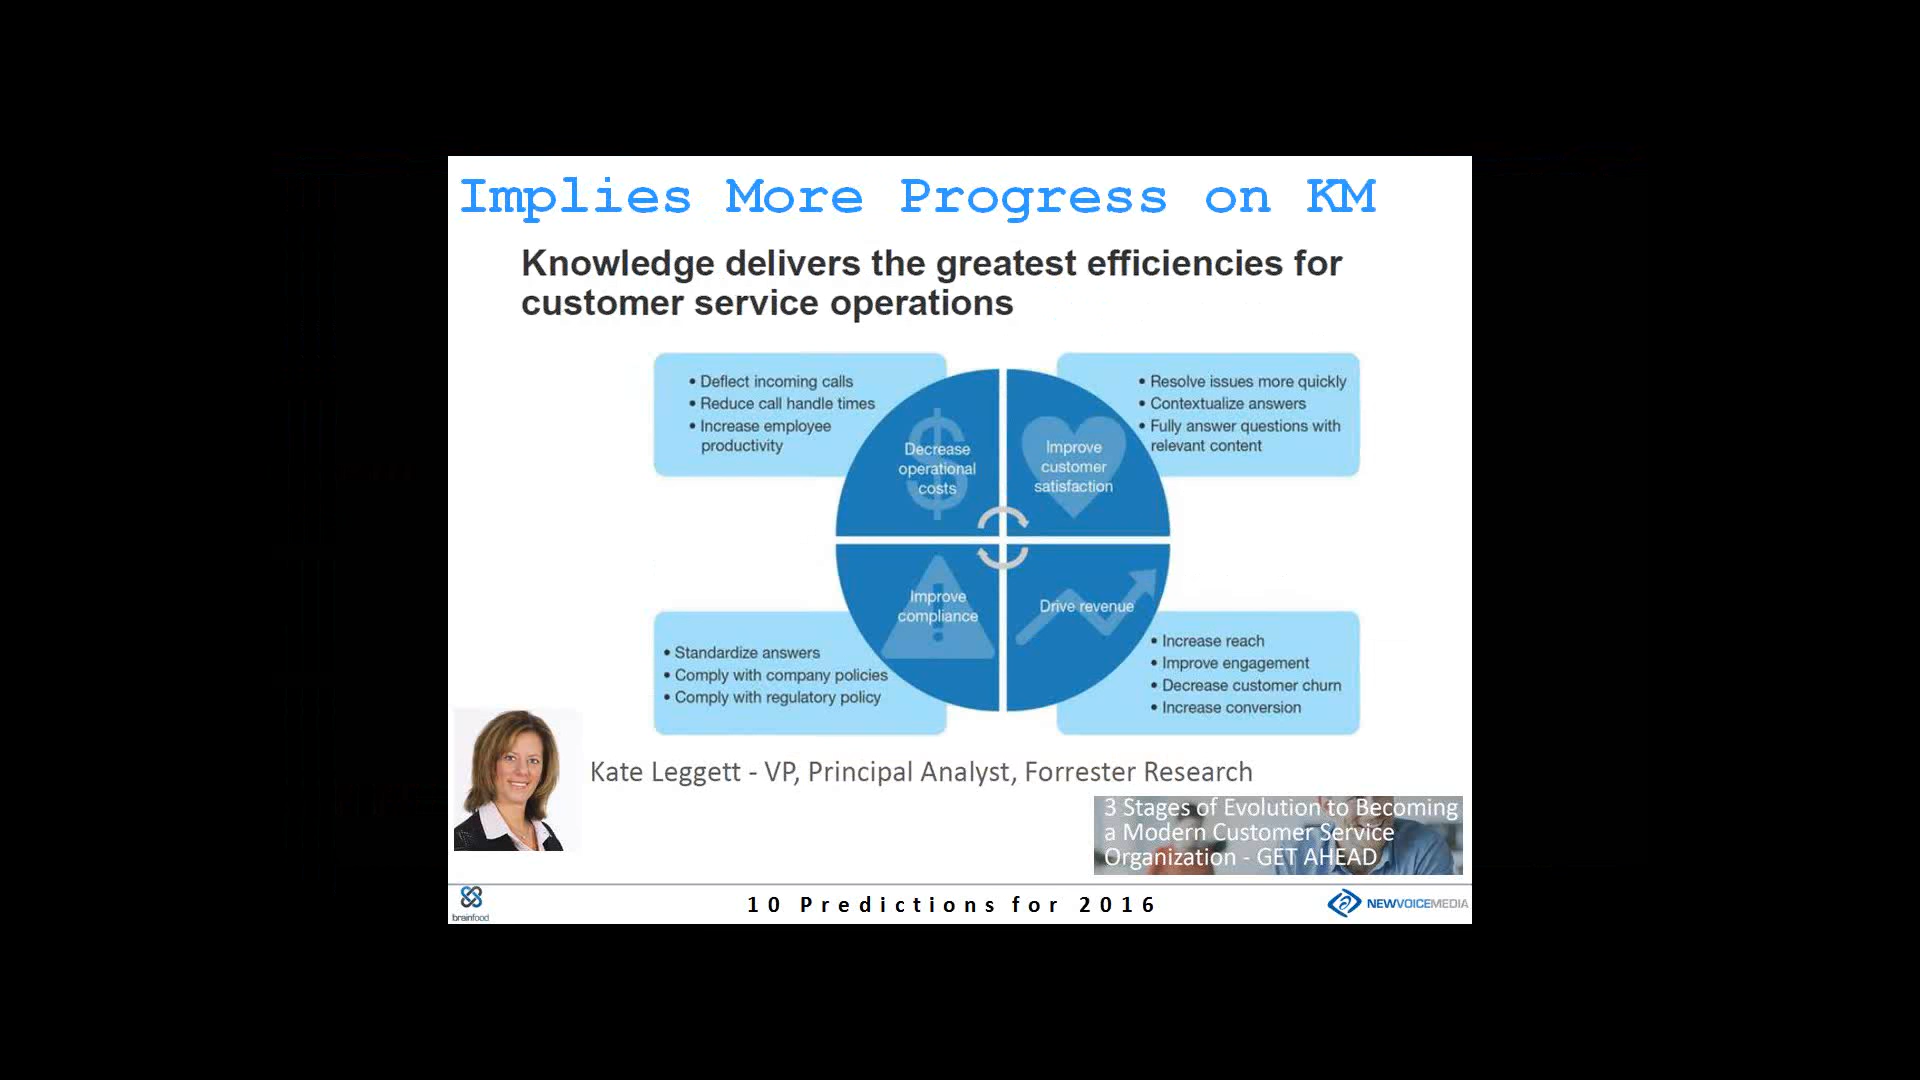 Implies More Progress on KM
Knowledge delivers the greatest efficiencies for
customer service operations
• Deflect incoming calls
• Reduce call handle times
• Increase employee
productivity
Decrease
operational
costs
Improve
customer
satisfaction
• Resolve issues more quickly
• Contextualize answers
• Fully answer questions with
relevant content
• Standardize answers
• Comply with company policies
• Comply with regulatory policy
Improve
compliance
Drive revenue
• Increase reach
• Improve engagement
• Decrease customer churn
• Increase conversion
Kate Leggett - VP, Principal Analyst, Forrester Research
3 Stages of Evolution to Becoming
a Modern Customer Service
Organization - GET AHEAD
brainfood
10 Predictions for 2016
NEWVOICEMEDIA